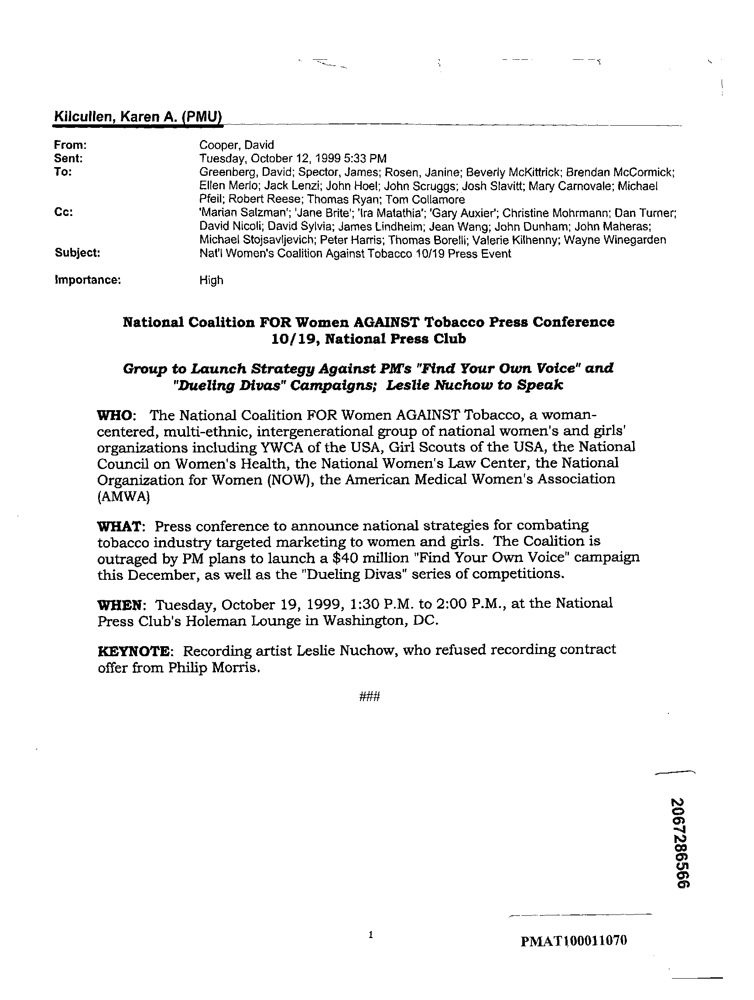 Kilcullen, Karen A. (PMU)
From: Cooper, David
Sent: Tuesday, October 12, 1999 5:33 PM
To: Greenberg, David; Spector, James; Rosen, Janine; Beverly McKittrick; Brendan McCormick;
Ellen Merlo; Jack Lenzi; John Hoel; John Scruggs; Josh Slavitt; Mary Carnovale; Michael
Pfeil; Robert Reese; Thomas Ryan; Tom Collamore
Cc: 'Marian Salzman'; 'Jane Brite'; 'Ira Matathia'; 'Gary Auxier'; Christine Mohrmann; Dan Turner;
David Nicoli; David Sylvia; James Lindheim; Jean Wang; John Dunham; John Maheras;
Michael Stojsavljevich; Peter Harris; Thomas Borelli; Valerie Kilhenny; Wayne Winegarden
Subject: Nat'l Women's Coalition Against Tobacco 10/19 Press Event
Importance: High
National Coalition FOR Women AGAINST Tobacco Press Conference
10/19, National Press Club
Group to Launch Strategy Against PM's "Find Your Own Voice" and
"Dueling Divas" Campaigns; Leslie Nuchow to Speak
WHO: The National Coalition FOR Women AGAINST Tobacco, a woman-
centered, multi-ethnic, intergenerational group of national women's and girls'
organizations including YWCA of the USA, Girl Scouts of the USA, the National
Council on Women's Health, the National Women's Law Center, the National
Organization for Women (NOW), the American Medical Women's Association
(AMWA)
WHAT: Press conference to announce national strategies for combating
tobacco industry targeted marketing to women and girls. The Coalition is
outraged by PM plans to launch a $40 million "Find Your Own Voice" campaign
this December, as well as the "Dueling Divas" series of competitions.
WHEN: Tuesday, October 19, 1999, 1:30 P.M. to 2:00 P.M., at the National
Press Club's Holeman Lounge in Washington, DC.
KEYNOTE: Recording artist Leslie Nuchow, who refused recording contract
offer from Philip Morris.
###
2067286566
1
PMAT100011070